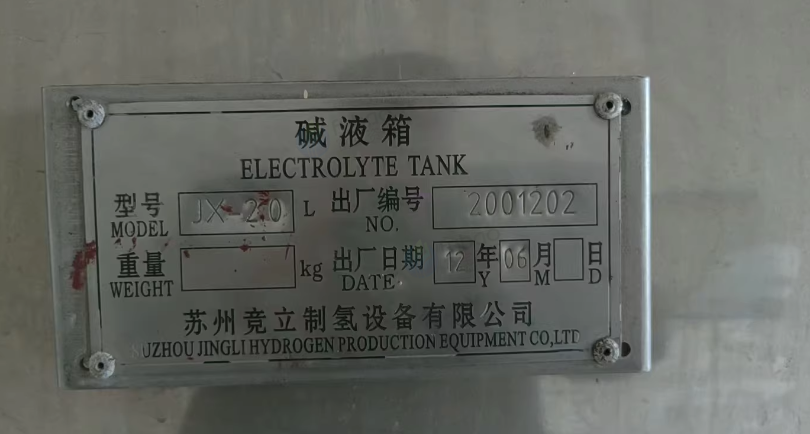 碱液箱
ELECTROLYTE TANK
型号 JX-20 L 出厂编号 2001202
MODEL NO.
重量 kg 出厂日期 12 年 06 月 日
WEIGHT DATE Y M D
苏州竞立制氢设备有限公司
SUZHOU JINGLI HYDROGEN PRODUCTION EQUIPMENT CO,LTD